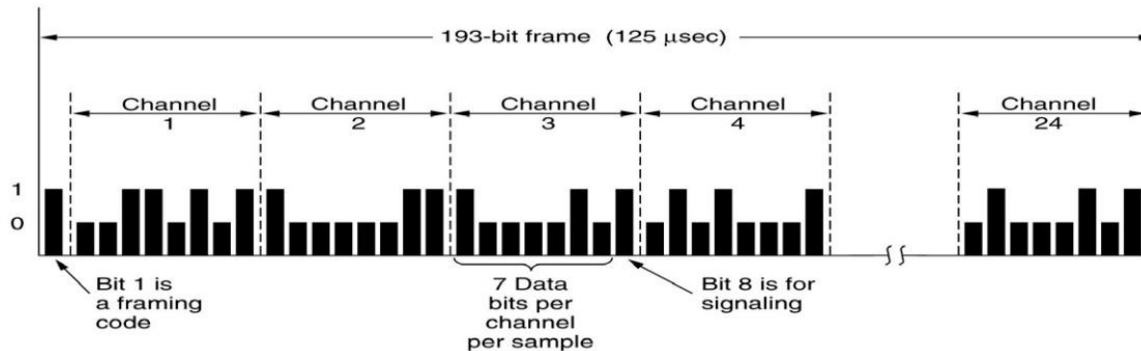 193-bit frame (125 μsec)
Channel
1
Channel
2
Channel
3
Channel
4
Channel
24
1
0
Bit 1 is
a framing
code
7 Data
bits per
channel
per sample
Bit 8 is for
signaling